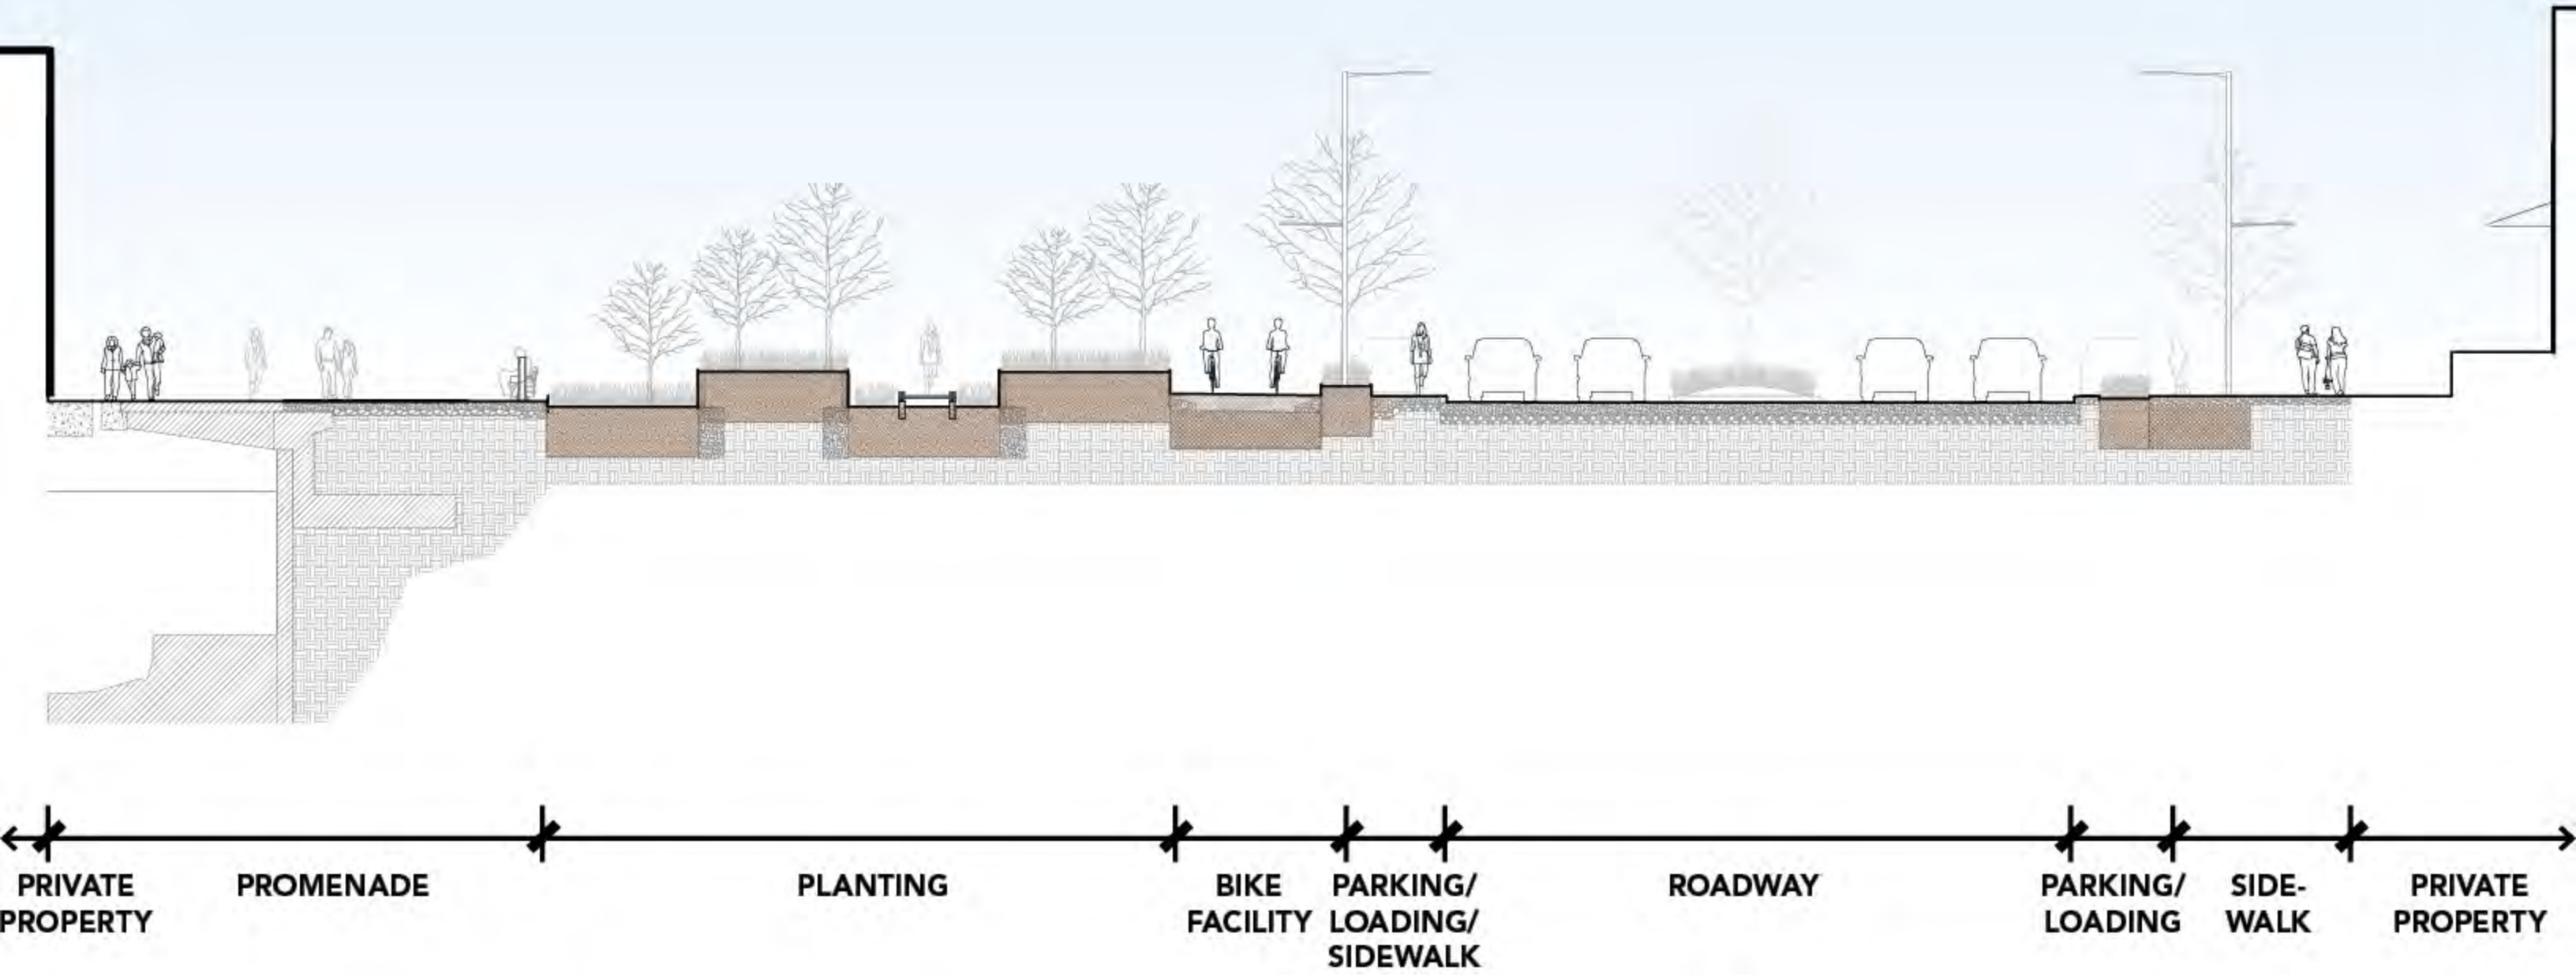 PRIVATE
PROPERTY
PROMENADE
PLANTING
BIKE
FACILITY
PARKING/
LOADING/
SIDEWALK
ROADWAY
PARKING/
LOADING
SIDE-
WALK
PRIVATE
PROPERTY